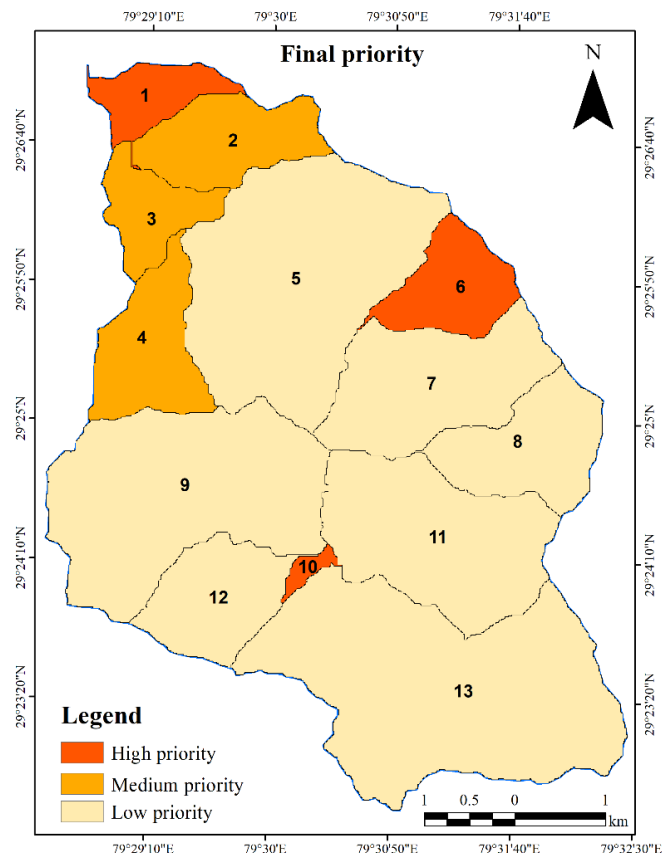 79°29'10"E 79°30'E 79°30'50"E 79°31'40"E
Final priority
N
1
2
29°26'40"N 29°26'40"N
3
5
29°25'50"N 29°25'50"N
6
4
7
29°25'N 29°25'N
8
9
11
29°24'10"N 29°24'10"N
10
12
13
29°23'20"N 29°23'20"N
Legend
High priority
Medium priority
Low priority
1 0.5 0 1
km
79°29'10"E 79°30'E 79°30'50"E 79°31'40"E 79°32'30"E